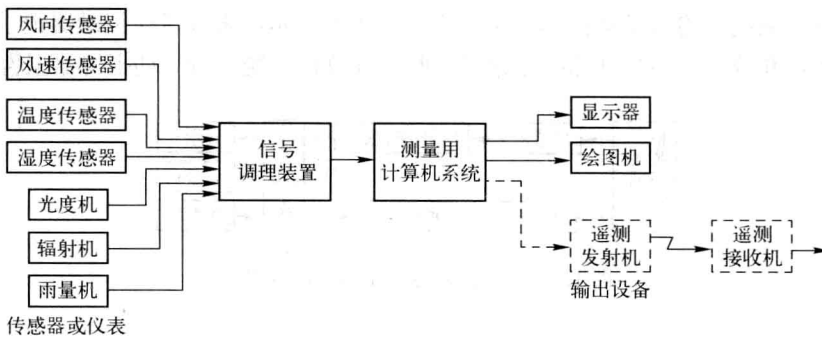 风向传感器
风速传感器
温度传感器
湿度传感器
光度机
辐射机
雨量机
传感器或仪表
信号
调理装置
测量用
计算机系统
显示器
绘图机
遥测
发射机
输出设备
遥测
接收机